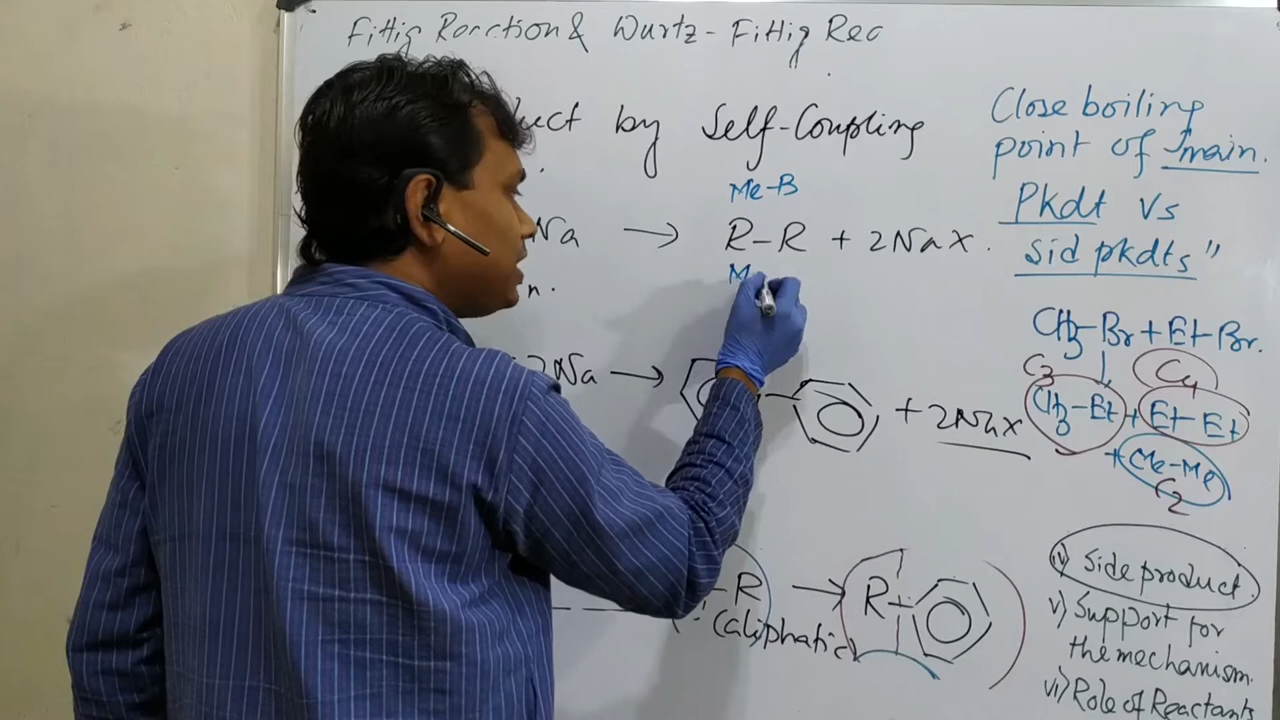 Fittig Reaction & Wurtz-Fittig Rec
uct by Self-Coupling
Me-B
Na → R-R + 2NaX.
M
n.
2Na → + 2NaX
R → R
(aliphatic)
Close boiling
point of "main.
Pkdt Vs
Sid pkdts"
CH3-Br + Et-Br.
C3 C4
CH3-Et + Et-Et
+ Me-Me
C2
iv) Side product
v) Support for
the mechanism.
vi) Role of Reactants